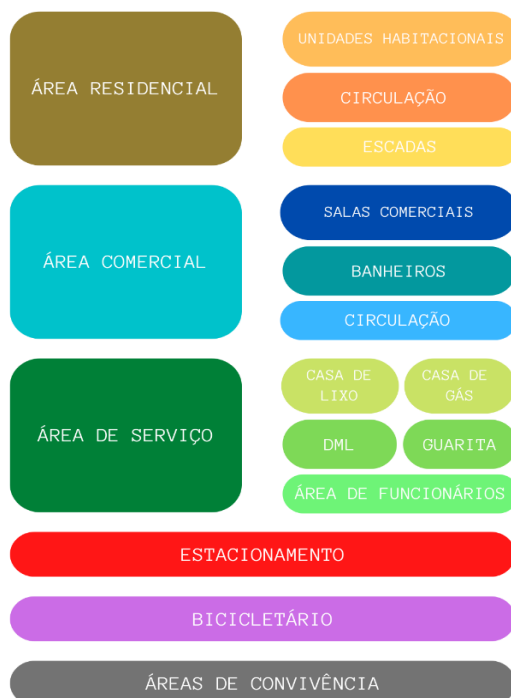 ÁREA RESIDENCIAL
UNIDADES HABITACIONAIS
CIRCULAÇÃO
ESCADAS
ÁREA COMERCIAL
SALAS COMERCIAIS
BANHEIROS
CIRCULAÇÃO
ÁREA DE SERVIÇO
CASA DE
LIXO
CASA DE
GÁS
DML
GUARITA
ÁREA DE FUNCIONÁRIOS
ESTACIONAMENTO
BICICLETÁRIO
ÁREAS DE CONVIVÊNCIA